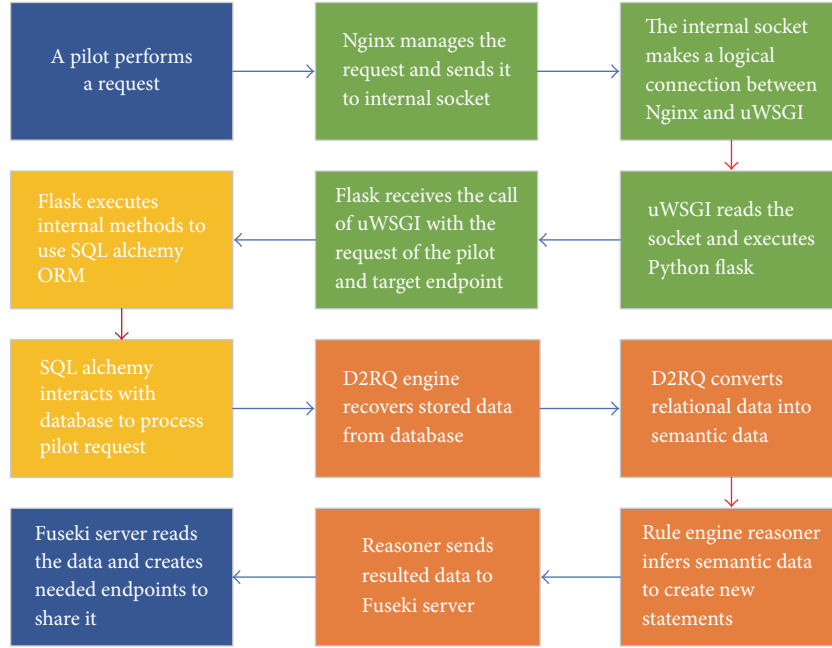 A pilot performs
a request
Nginx manages the
request and sends it
to internal socket
The internal socket
makes a logical
connection between
Nginx and uWSGI
Flask executes
internal methods to
use SQL alchemy
ORM
Flask receives the call
of uWSGI with the
request of the pilot
and target endpoint
uWSGI reads the
socket and executes
Python flask
SQL alchemy
interacts with
database to process
pilot request
D2RQ engine
recovers stored data
from database
D2RQ converts
relational data into
semantic data
Fuseki server reads
the data and creates
needed endpoints to
share it
Reasoner sends
resulted data to
Fuseki server
Rule engine reasoner
infers semantic data
to create new
statements